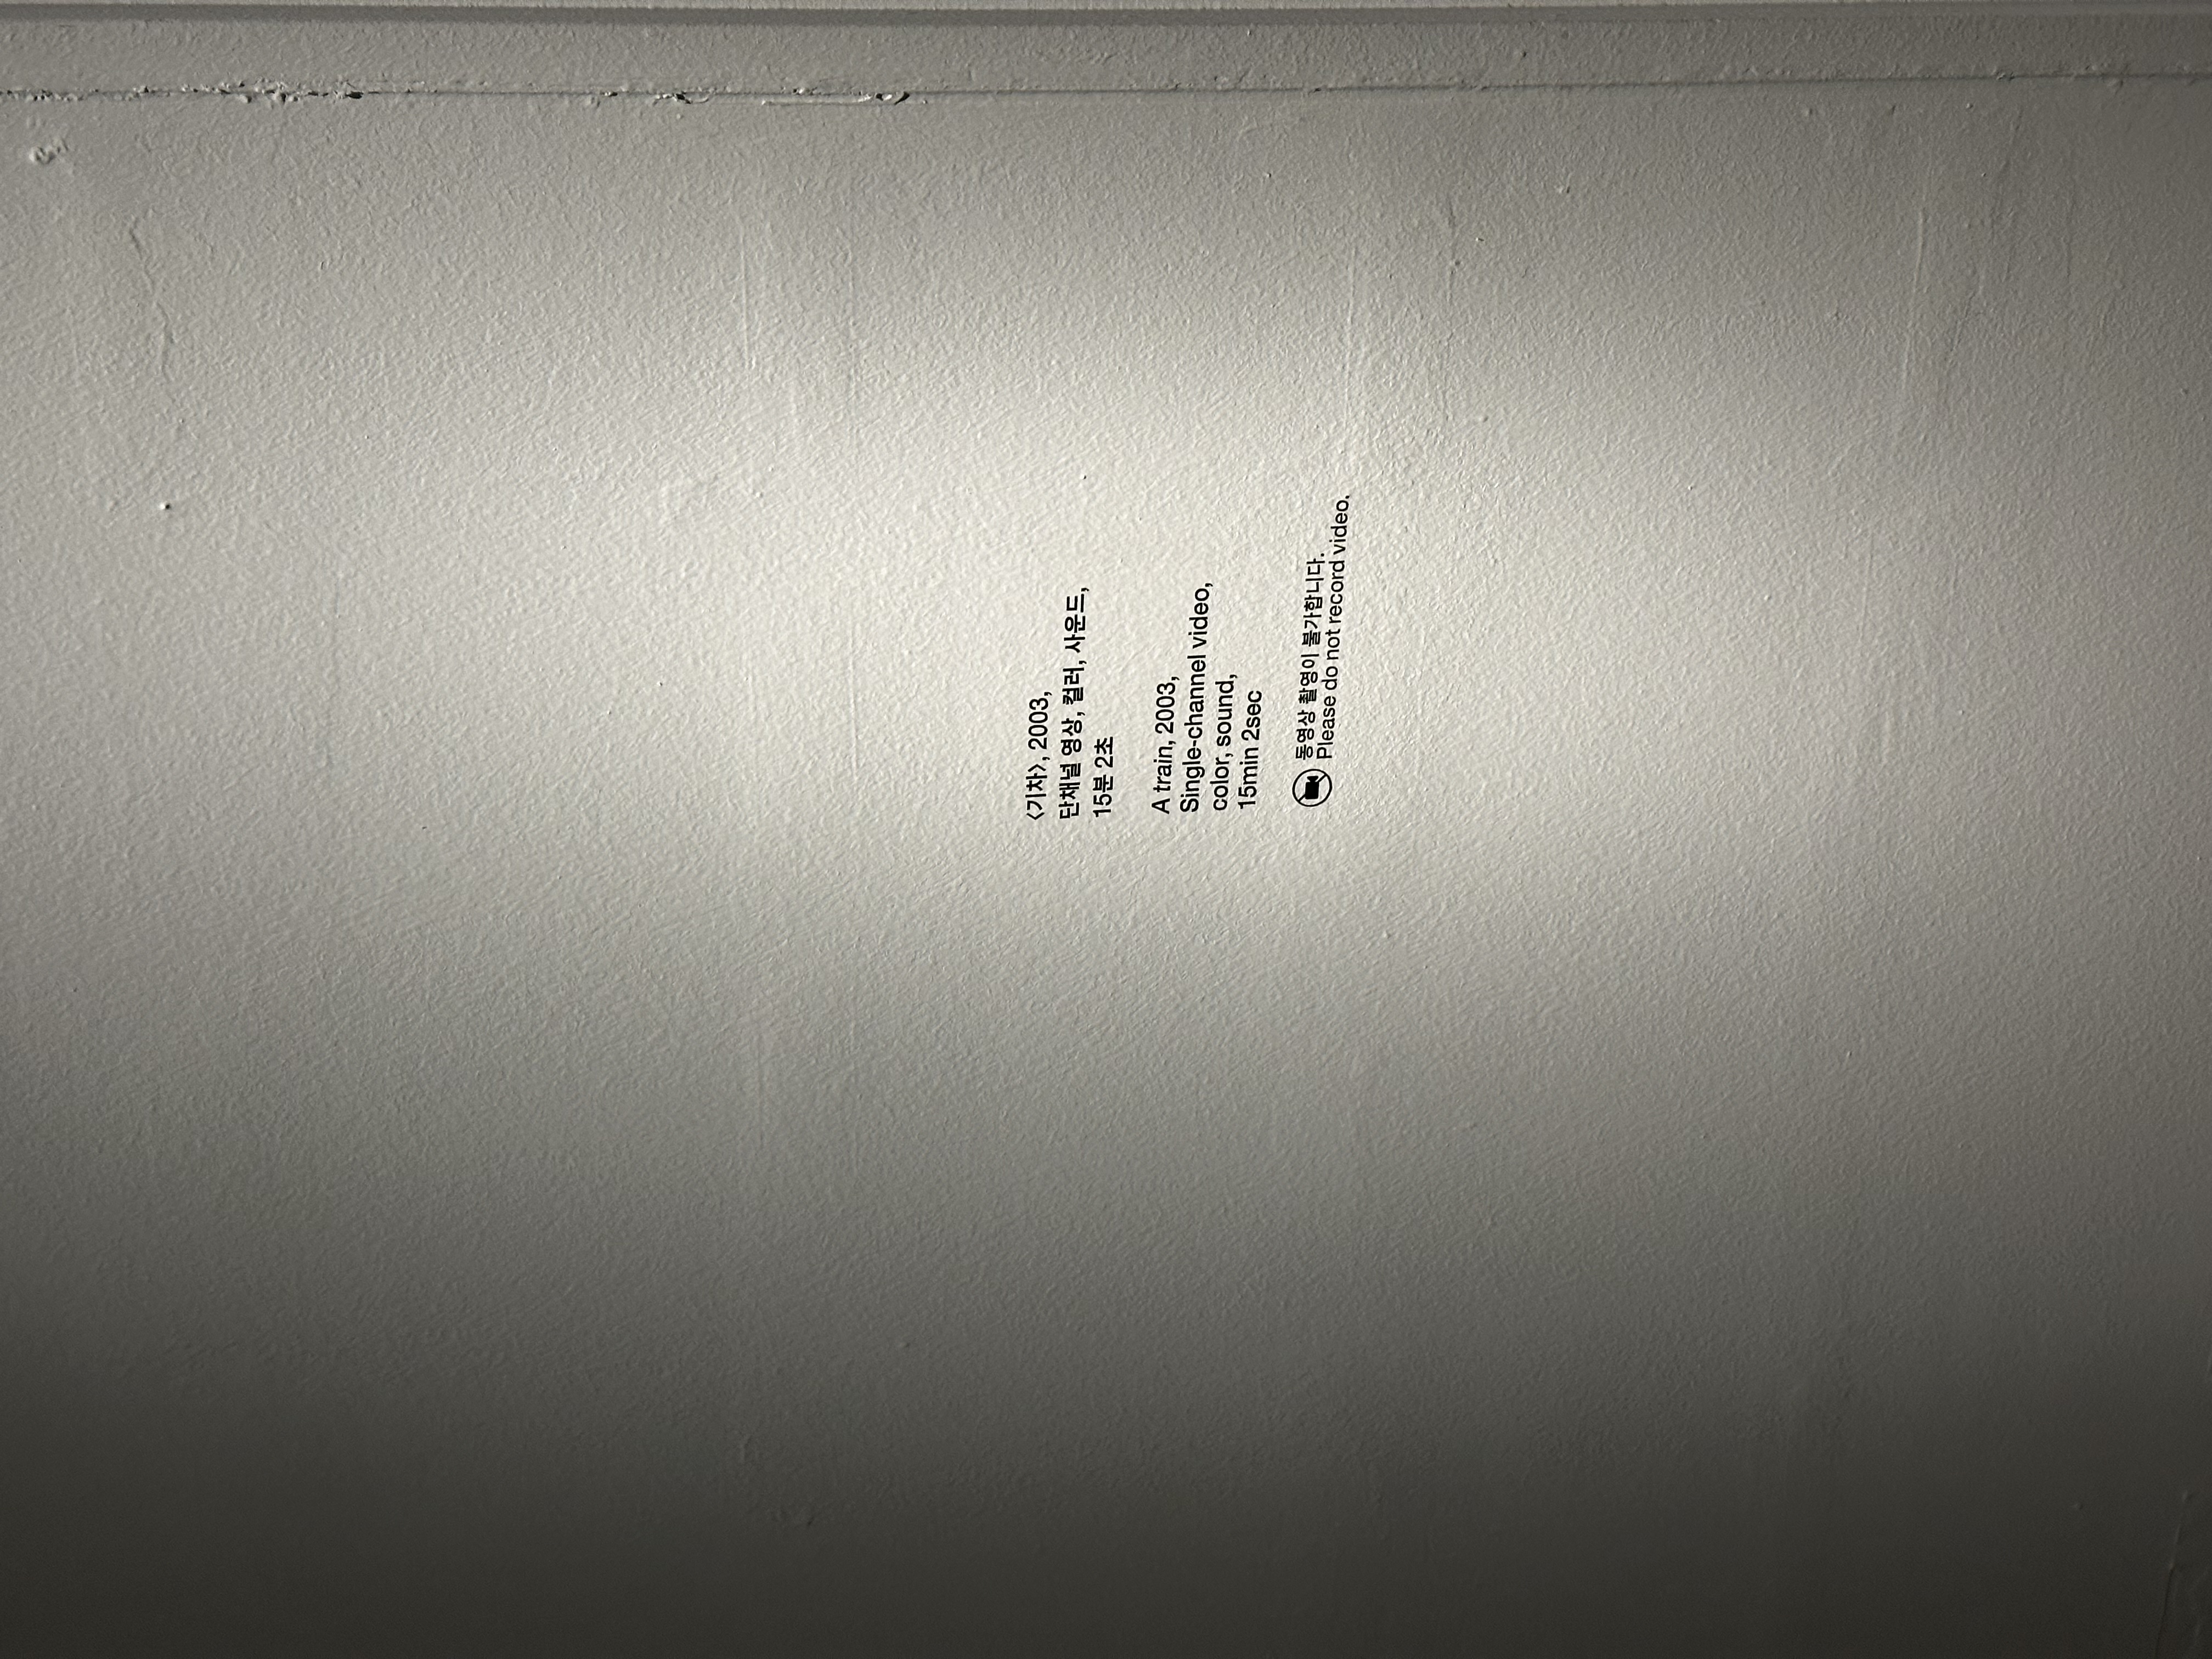 〈기차〉, 2003,
단채널 영상, 컬러, 사운드,
15분 2초
A train, 2003,
Single-channel video,
color, sound,
15min 2sec
동영상 촬영이 불가합니다.
Please do not record video.